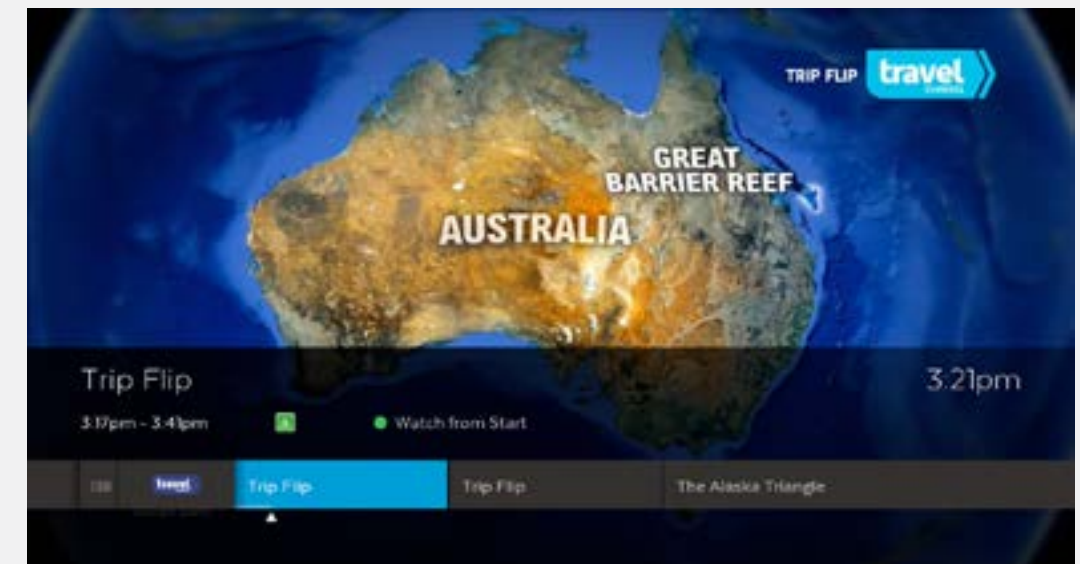 TRIP FLIP travel
GREAT
BARRIER REEF
AUSTRALIA
Trip Flip
3.21pm
3.17pm - 3.41pm
Watch from Start
travel
Trip Flip
Trip Flip
The Alaska Triangle